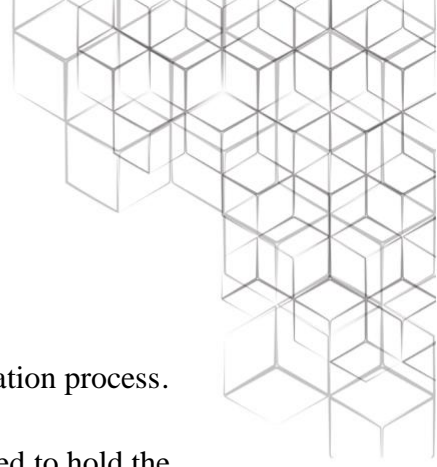 ation process.
ed to hold the